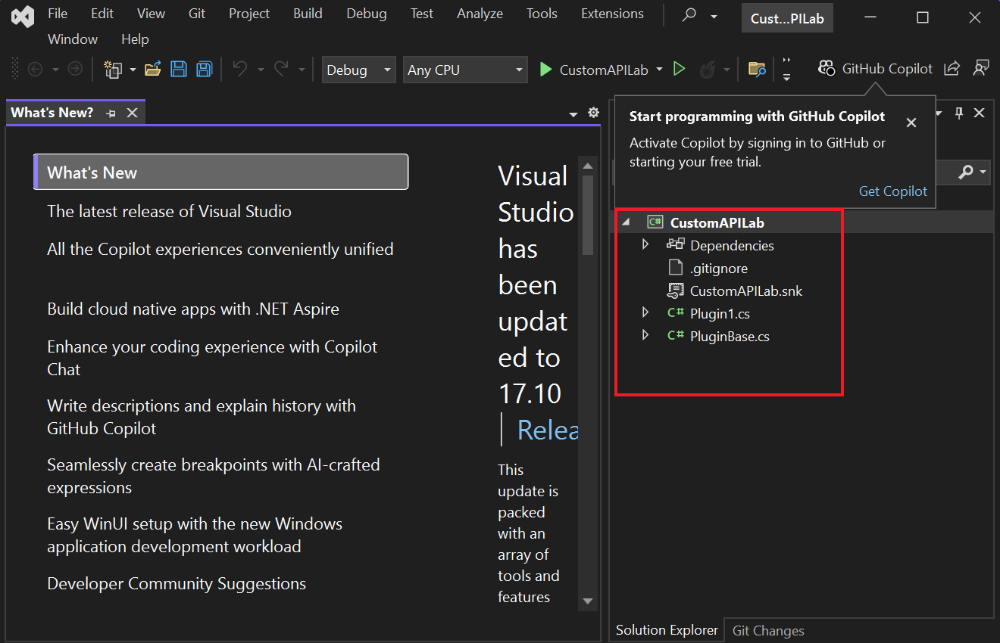 File Edit View Git Project Build Debug Test Analyze Tools Extensions
Cust...PILab
Window Help
Debug
Any CPU
CustomAPILab
GitHub Copilot
What's New?
Start programming with GitHub Copilot
Activate Copilot by signing in to GitHub or
starting your free trial.
Get Copilot
What's New
The latest release of Visual Studio
All the Copilot experiences conveniently unified
Build cloud native apps with .NET Aspire
Enhance your coding experience with Copilot
Chat
Write descriptions and explain history with
GitHub Copilot
Seamlessly create breakpoints with AI-crafted
expressions
Easy WinUI setup with the new Windows
application development workload
Developer Community Suggestions
Visual
Studio
has
been
updat
ed to
17.10
| Relea
This
update is
packed
with an
array of
tools and
features
C# CustomAPILab
Dependencies
.gitignore
CustomAPILab.snk
C# Plugin1.cs
C# PluginBase.cs
Solution Explorer
Git Changes